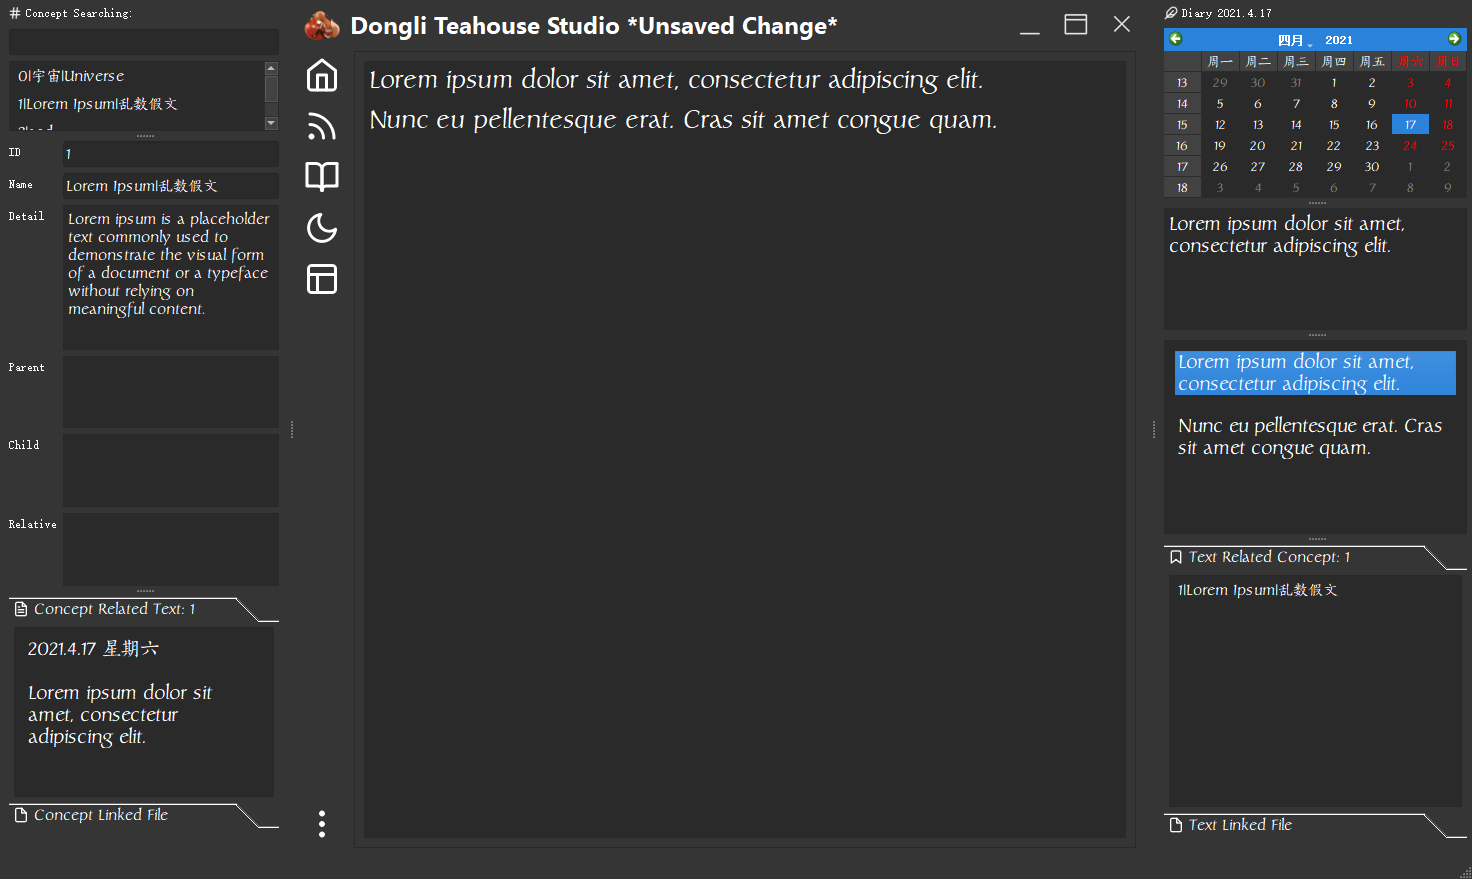 Concept Searching:
0|宇宙|Universe
1|Lorem Ipsum|乱数假文
ID
1
Name
Lorem Ipsum|乱数假文
Detail
Lorem ipsum is a placeholder
text commonly used to
demonstrate the visual form
of a document or a typeface
without relying on
meaningful content.
Parent
Child
Relative
Concept Related Text: 1
2021.4.17 星期六
Lorem ipsum dolor sit
amet, consectetur
adipiscing elit.
Concept Linked File
Dongli Teahouse Studio *Unsaved Change*
Lorem ipsum dolor sit amet, consectetur adipiscing elit.
Nunc eu pellentesque erat. Cras sit amet congue quam.
Diary 2021.4.17
四月 2021
周一 周二 周三 周四 周五 周六 周日
13 29 30 31 1 2 3 4
14 5 6 7 8 9 10 11
15 12 13 14 15 16 17 18
16 19 20 21 22 23 24 25
17 26 27 28 29 30 1 2
18 3 4 5 6 7 8 9
Lorem ipsum dolor sit amet,
consectetur adipiscing elit.
Lorem ipsum dolor sit amet,
consectetur adipiscing elit.
Nunc eu pellentesque erat. Cras
sit amet congue quam.
Text Related Concept: 1
1|Lorem Ipsum|乱数假文
Text Linked File